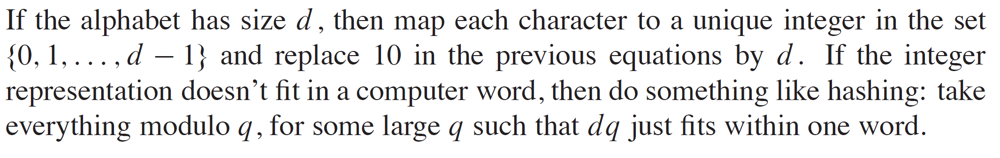 If the alphabet has size d, then map each character to a unique integer in the set
{0, 1, . . . , d − 1} and replace 10 in the previous equations by d. If the integer
representation doesn’t fit in a computer word, then do something like hashing: take
everything modulo q, for some large q such that dq just fits within one word.